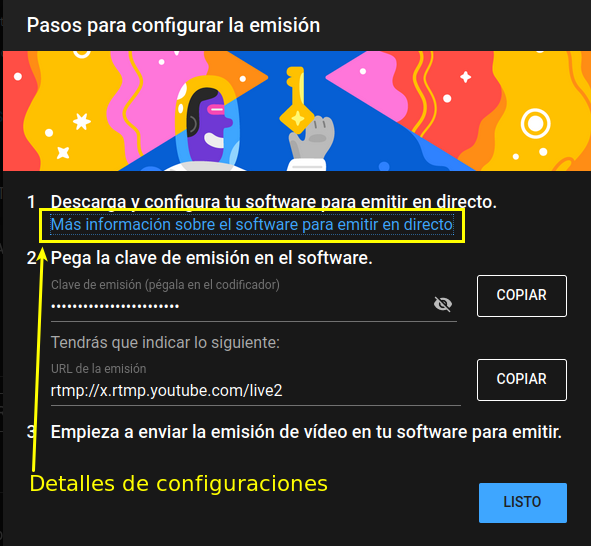 Pasos para configurar la emisión
1 Descarga y configura tu software para emitir en directo.
Más información sobre el software para emitir en directo
2 Pega la clave de emisión en el software.
Clave de emisión (pégala en el codificador)
••••••••••••••••••••••••
COPIAR
Tendrás que indicar lo siguiente:
URL de la emisión
rtmp://x.rtmp.youtube.com/live2
COPIAR
3 Empieza a enviar la emisión de vídeo en tu software para emitir.
Detalles de configuraciones
LISTO